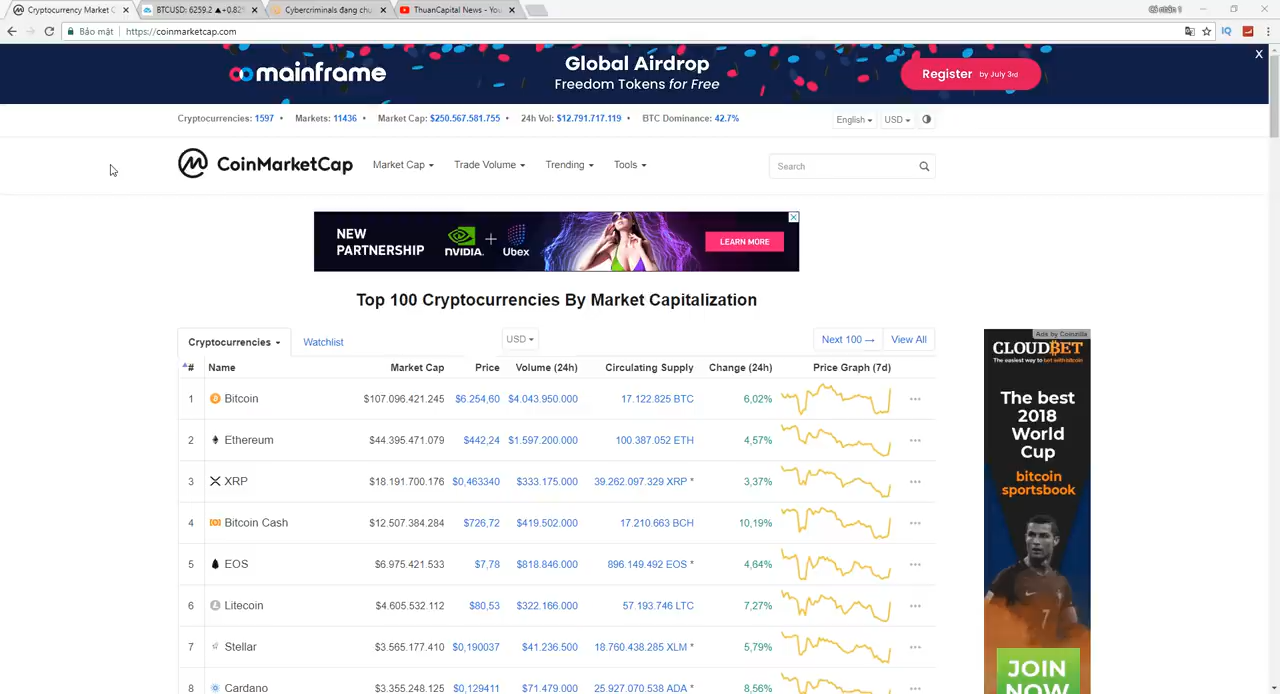 Cryptocurrency Market C
BTCUSD: 6259.2 ▲+0.82%
Cybercriminals đang chu
ThuanCapital News - You
Cá nhân 1
Bảo mật
https://coinmarketcap.com
mainframe
Global Airdrop
Freedom Tokens for Free
Register by July 3rd
X
Cryptocurrencies: 1597 • Markets: 11436 • Market Cap: $250.567.581.755 • 24h Vol: $12.791.717.119 • BTC Dominance: 42.7%
English
USD
CoinMarketCap
Market Cap
Trade Volume
Trending
Tools
Search
NEW
PARTNERSHIP
NVIDIA.
+
Ubex
LEARN MORE
Top 100 Cryptocurrencies By Market Capitalization
Cryptocurrencies
Watchlist
USD
Next 100 →
View All
# Name Market Cap Price Volume (24h) Circulating Supply Change (24h) Price Graph (7d)
1 Bitcoin $107.096.421.245 $6.254,60 $4.043.950.000 17.122.825 BTC 6,02%
2 Ethereum $44.395.471.079 $442,24 $1.597.200.000 100.387.052 ETH 4,57%
3 XRP $18.191.700.176 $0,463340 $333.175.000 39.262.097.329 XRP * 3,37%
4 Bitcoin Cash $12.507.384.284 $726,72 $419.502.000 17.210.663 BCH 10,19%
5 EOS $6.975.421.533 $7,78 $818.846.000 896.149.492 EOS * 4,64%
6 Litecoin $4.605.532.112 $80,53 $322.166.000 57.193.746 LTC 7,27%
7 Stellar $3.565.177.410 $0,190037 $41.236.500 18.760.438.285 XLM * 5,79%
8 Cardano $3.355.248.125 $0,129411 $71.479.000 25.927.070.538 ADA * 8,56%
Ads by Coinzilla
CLOUDBET
The easiest way to bet with bitcoin
The best
2018
World
Cup
bitcoin
sportsbook
7
JOIN
NOW